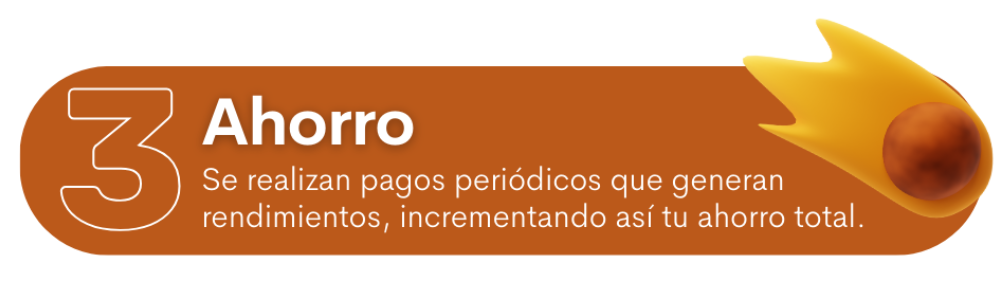 3
Ahorro
Se realizan pagos periódicos que generan
rendimientos, incrementando así tu ahorro total.